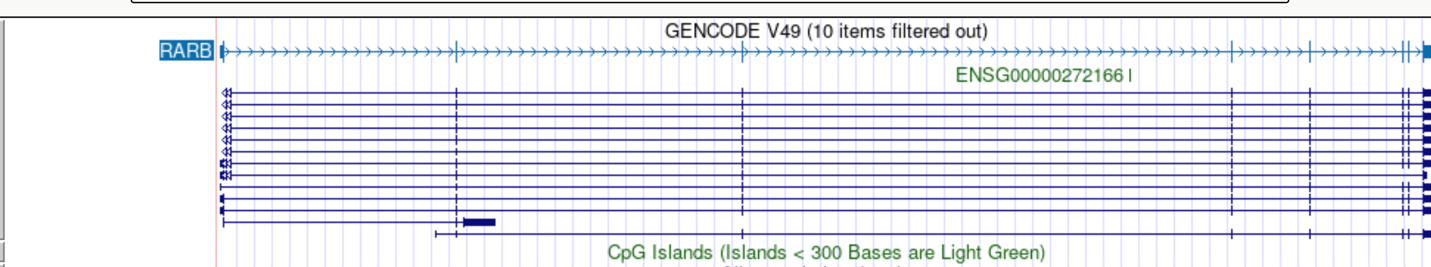 GENCODE V49 (10 items filtered out)
RARB
ENSG00000272166
CpG Islands (Islands < 300 Bases are Light Green)